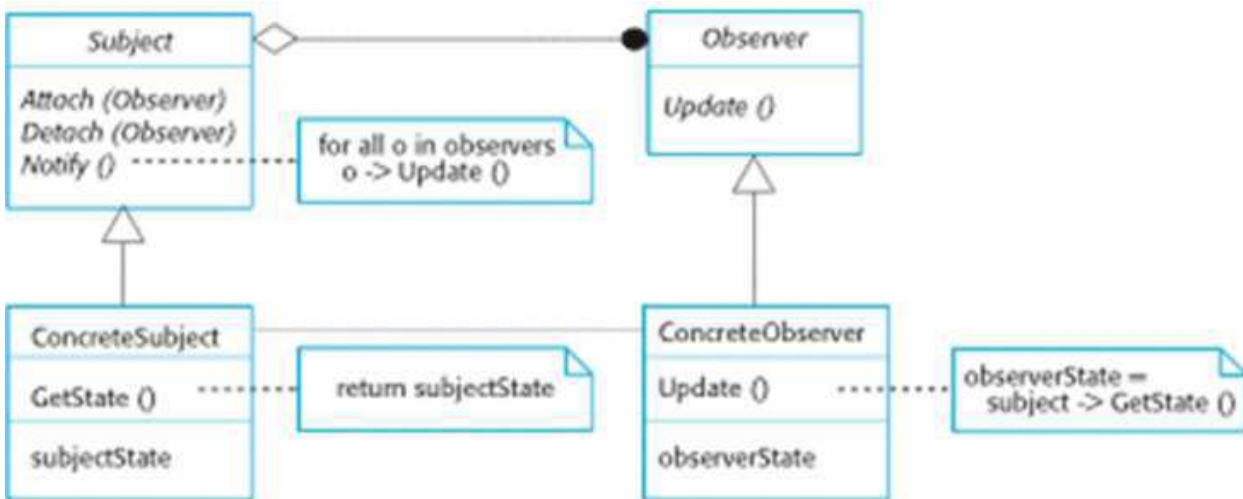 Subject
Attach (Observer)
Detach (Observer)
Notify ()
for all o in observers
o -> Update ()
Observer
Update ()
ConcreteSubject
GetState ()
subjectState
return subjectState
ConcreteObserver
Update ()
observerState
observerState =
subject -> GetState ()